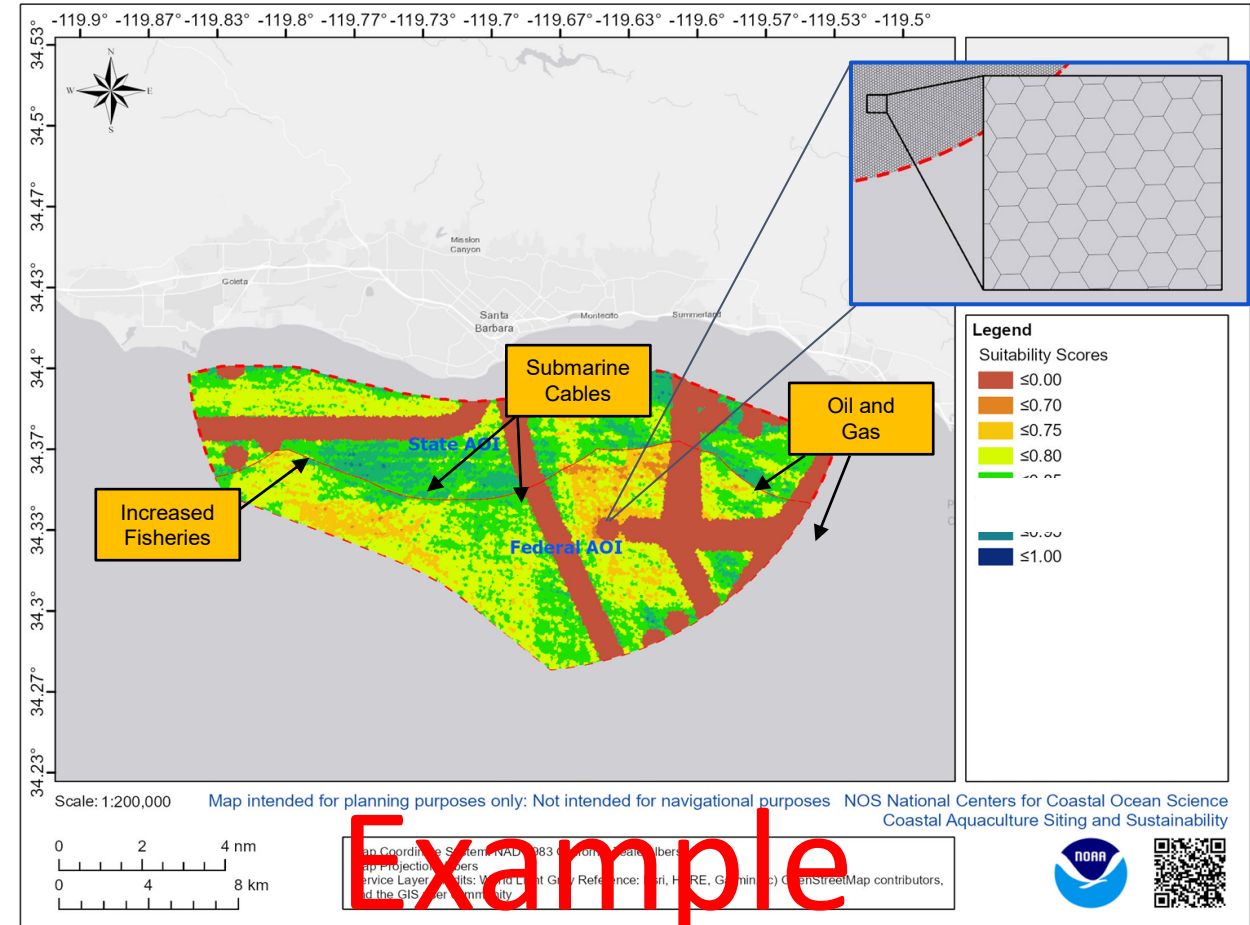 -119.9° -119.87° -119.83° -119.8° -119.77° -119.73° -119.7° -119.67° -119.63° -119.6° -119.57° -119.53° -119.5°
34.53°
34.5°
34.47°
34.43°
34.4°
34.37°
34.33°
34.3°
34.27°
34.23°
N
W
E
S
Mission
Canyon
Goleta
Santa
Barbara
Montecito
Summerland
Submarine
Cables
Oil and
Gas
State AOI
Increased
Fisheries
Federal AOI
Legend
Suitability Scores
≤0.00
≤0.70
≤0.75
≤0.80
≤1.00
Scale: 1:200,000
Map intended for planning purposes only: Not intended for navigational purposes
NOS National Centers for Coastal Ocean Science
Coastal Aquaculture Siting and Sustainability
0 2 4 nm
0 4 8 km
Example
contributors,
NOAA